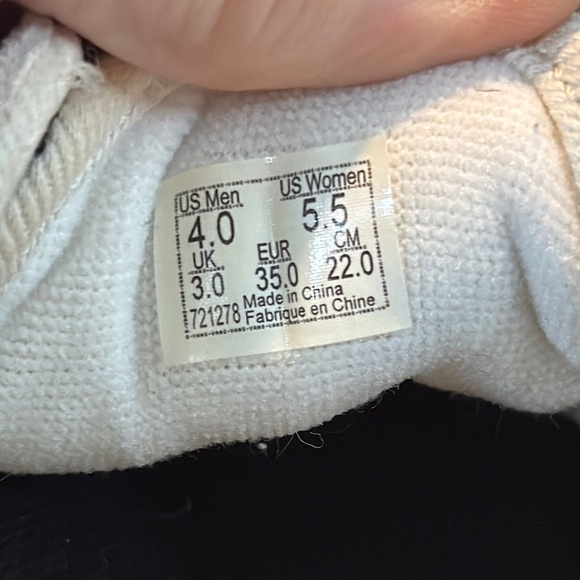 US Men US Women
4.0 5.5
UK EUR CM
3.0 35.0 22.0
721278 Made in China
Fabrique en Chine